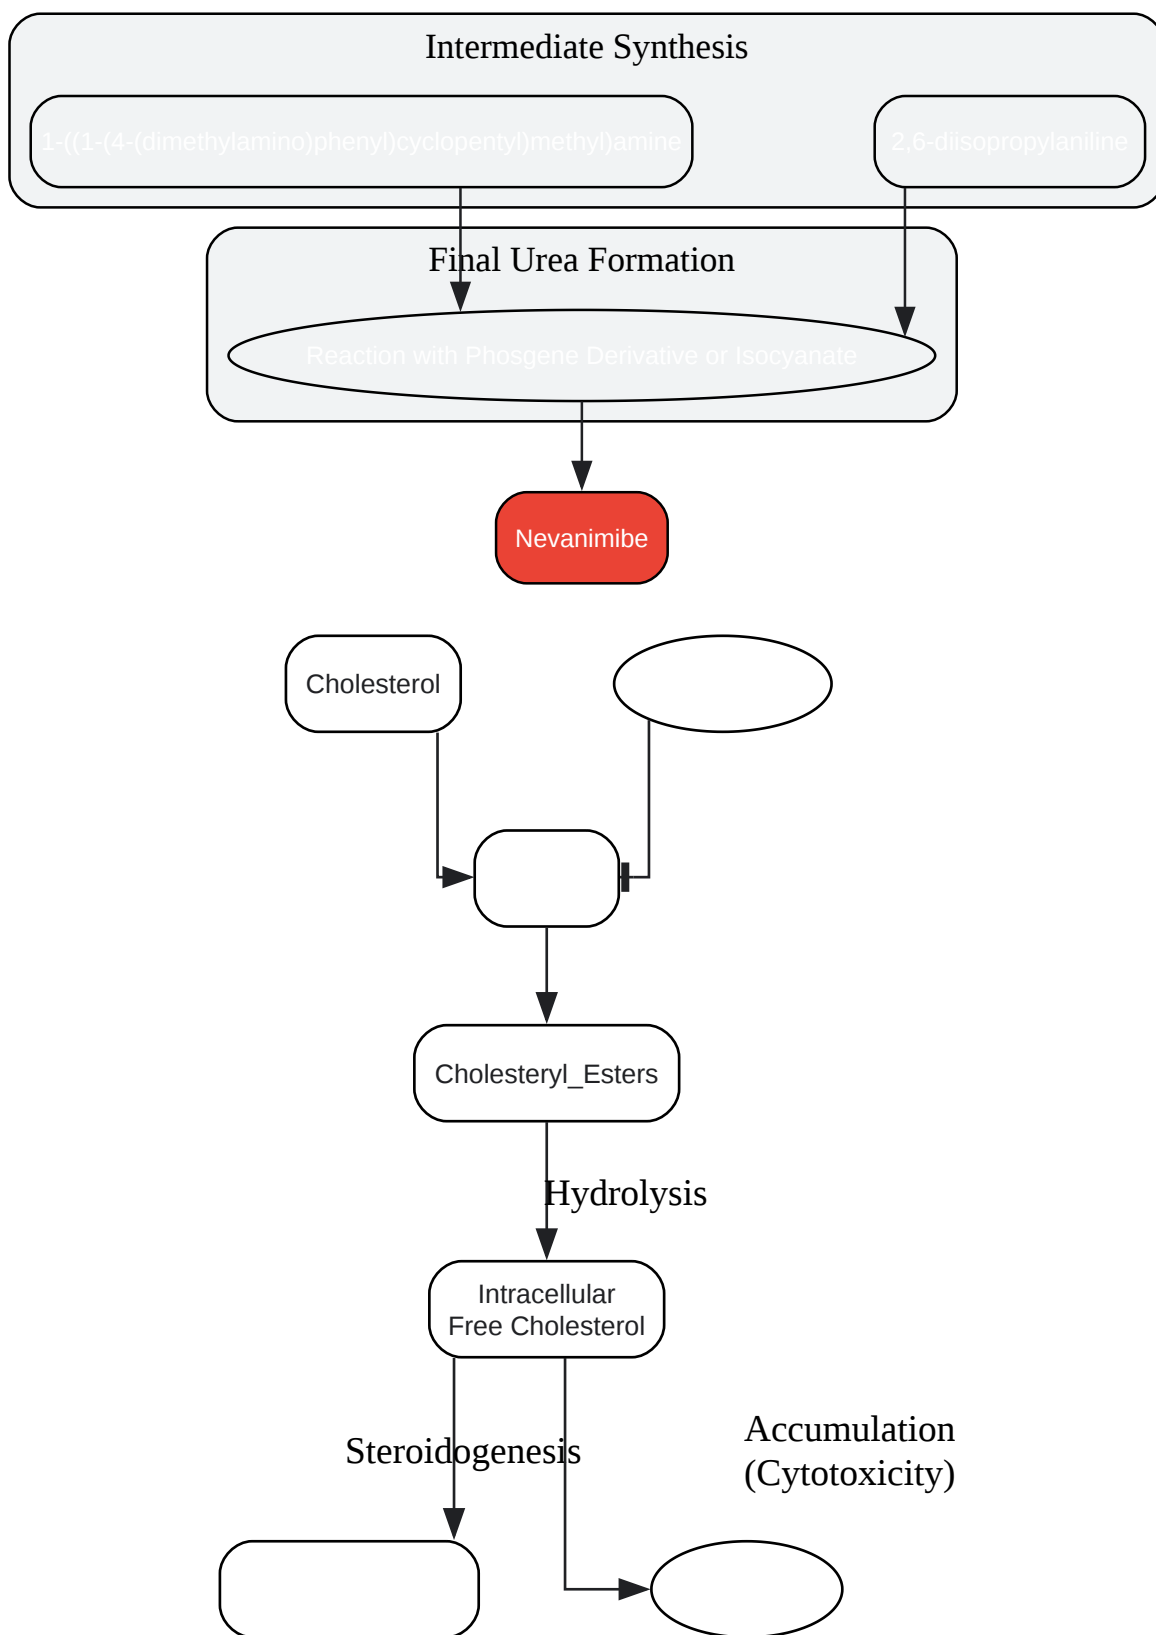 Intermediate Synthesis
1-((1-(4-(dimethylamino)phenyl)cyclopentyl)methyl)amine
2,6-diisopropylaniline
Final Urea Formation
Reaction with Phosgene Derivative or Isocyanate
Nevanimibe
Cholesterol
Cholesteryl_Esters
Hydrolysis
Intracellular
Free Cholesterol
Steroidogenesis
Accumulation
(Cytotoxicity)